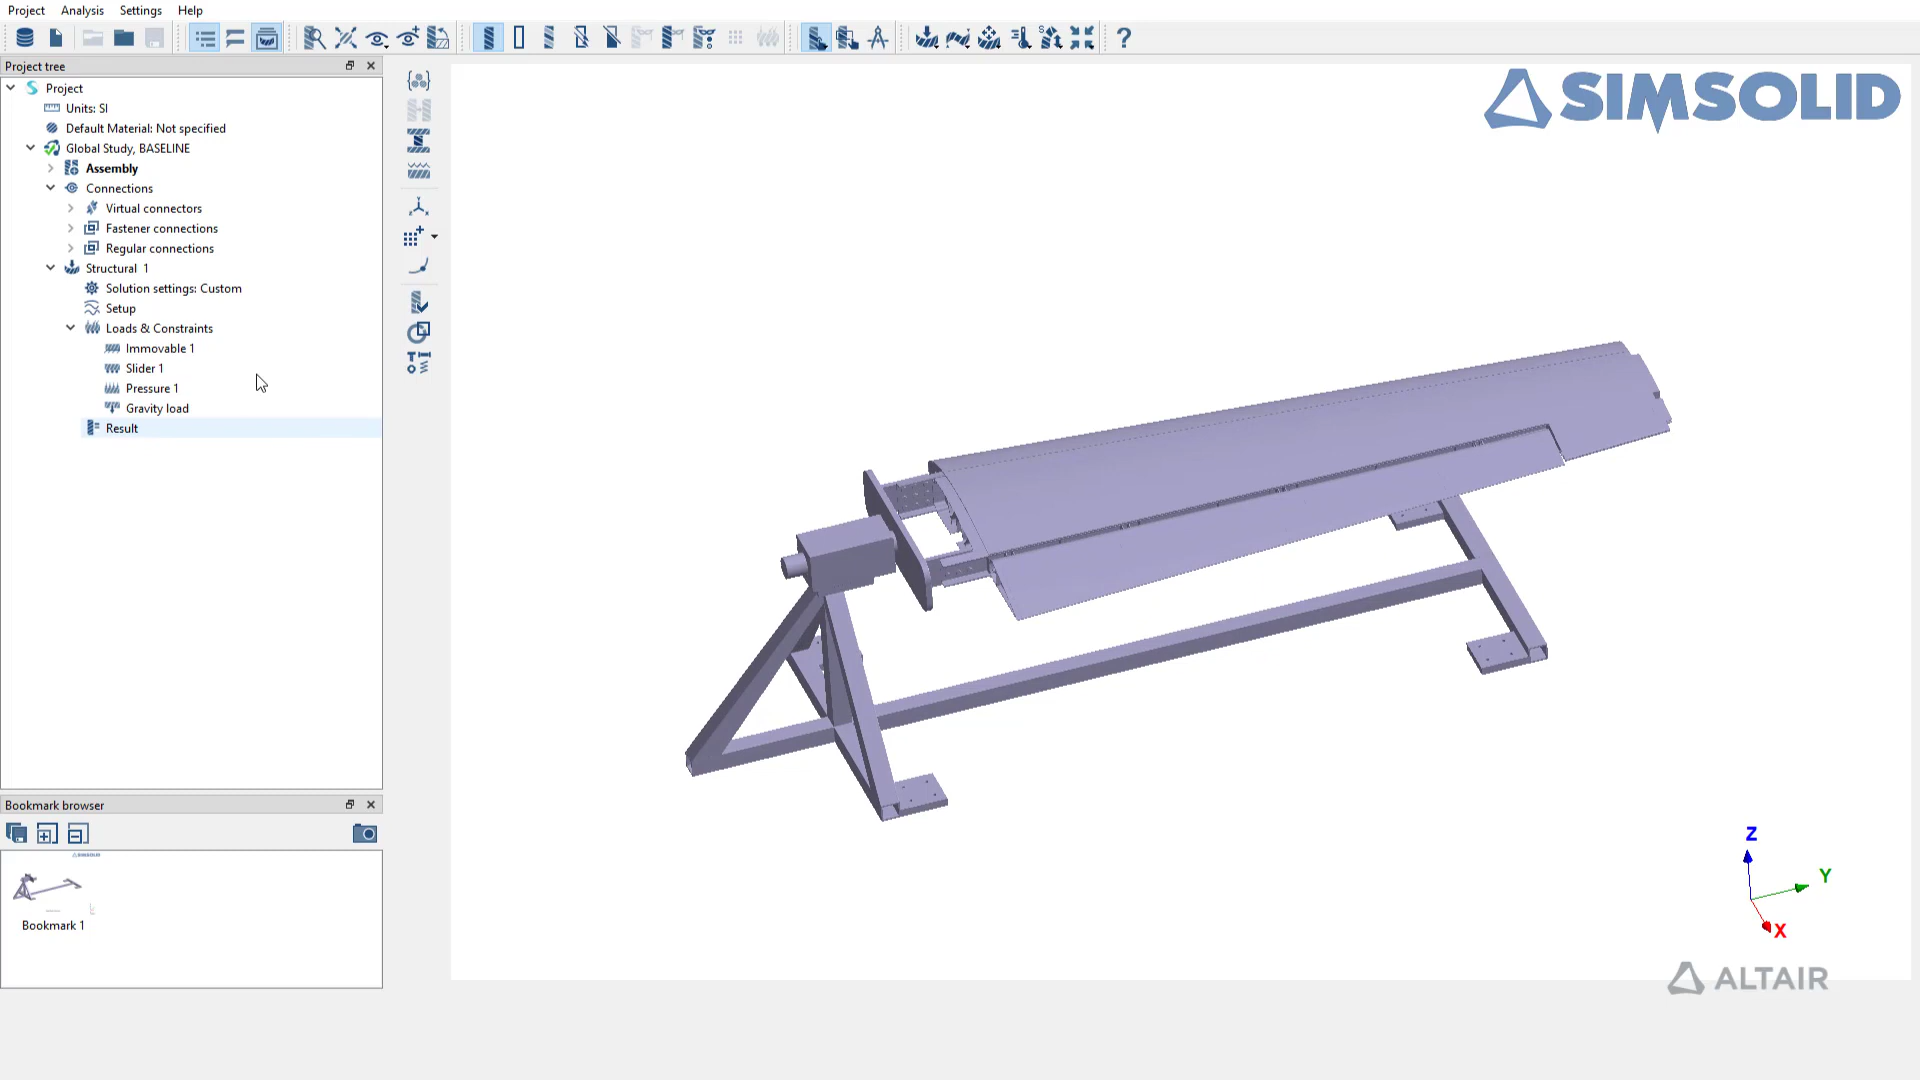 Project Analysis Settings Help
Project tree
Project
Units: SI
Default Material: Not specified
Global Study, BASELINE
Assembly
Connections
Virtual connectors
Fastener connections
Regular connections
Structural 1
Solution settings: Custom
Setup
Loads & Constraints
Immovable 1
Slider 1
Pressure 1
Gravity load
Result
SIMSOLID
Bookmark browser
Bookmark 1
Z
Y
X
ALTAIR